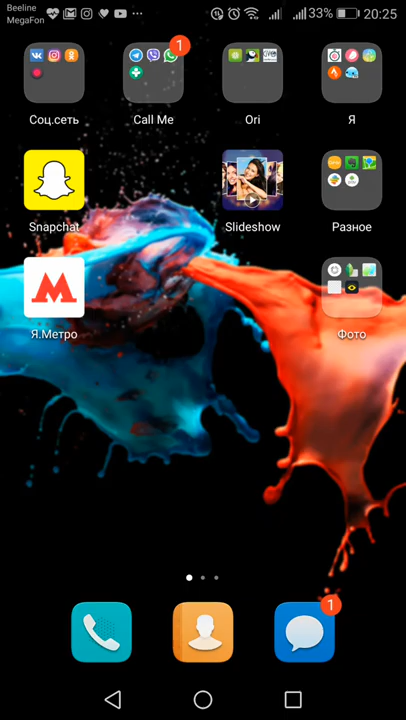 Beeline
MegaFon
33%
20:25
1
Соц.сеть
Call Me
Ori
Я
Snapchat
Slideshow
Разное
Я.Метро
Фото
1